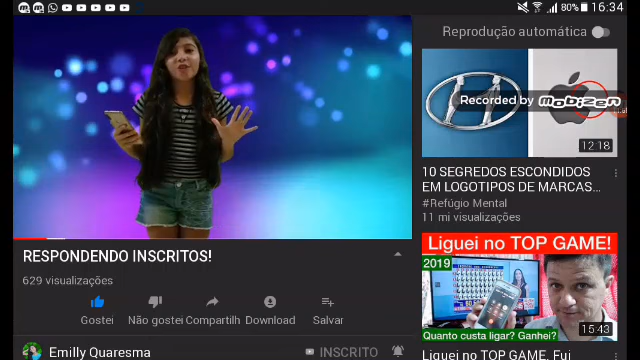 80% 16:34
Reprodução automática
Recorded by MOBIZEN
12:18
10 SEGREDOS ESCONDIDOS
EM LOGOTIPOS DE MARCAS...
#Refúgio Mental
11 mi visualizações
RESPONDENDO INSCRITOS!
629 visualizações
Gostei Não gostei Compartilh Download Salvar
Emilly Quaresma INSCRITO
Liguei no TOP GAME!
2019
15:43
Quanto custa ligar? Ganhei?
Liguei no TOP GAME, Fui